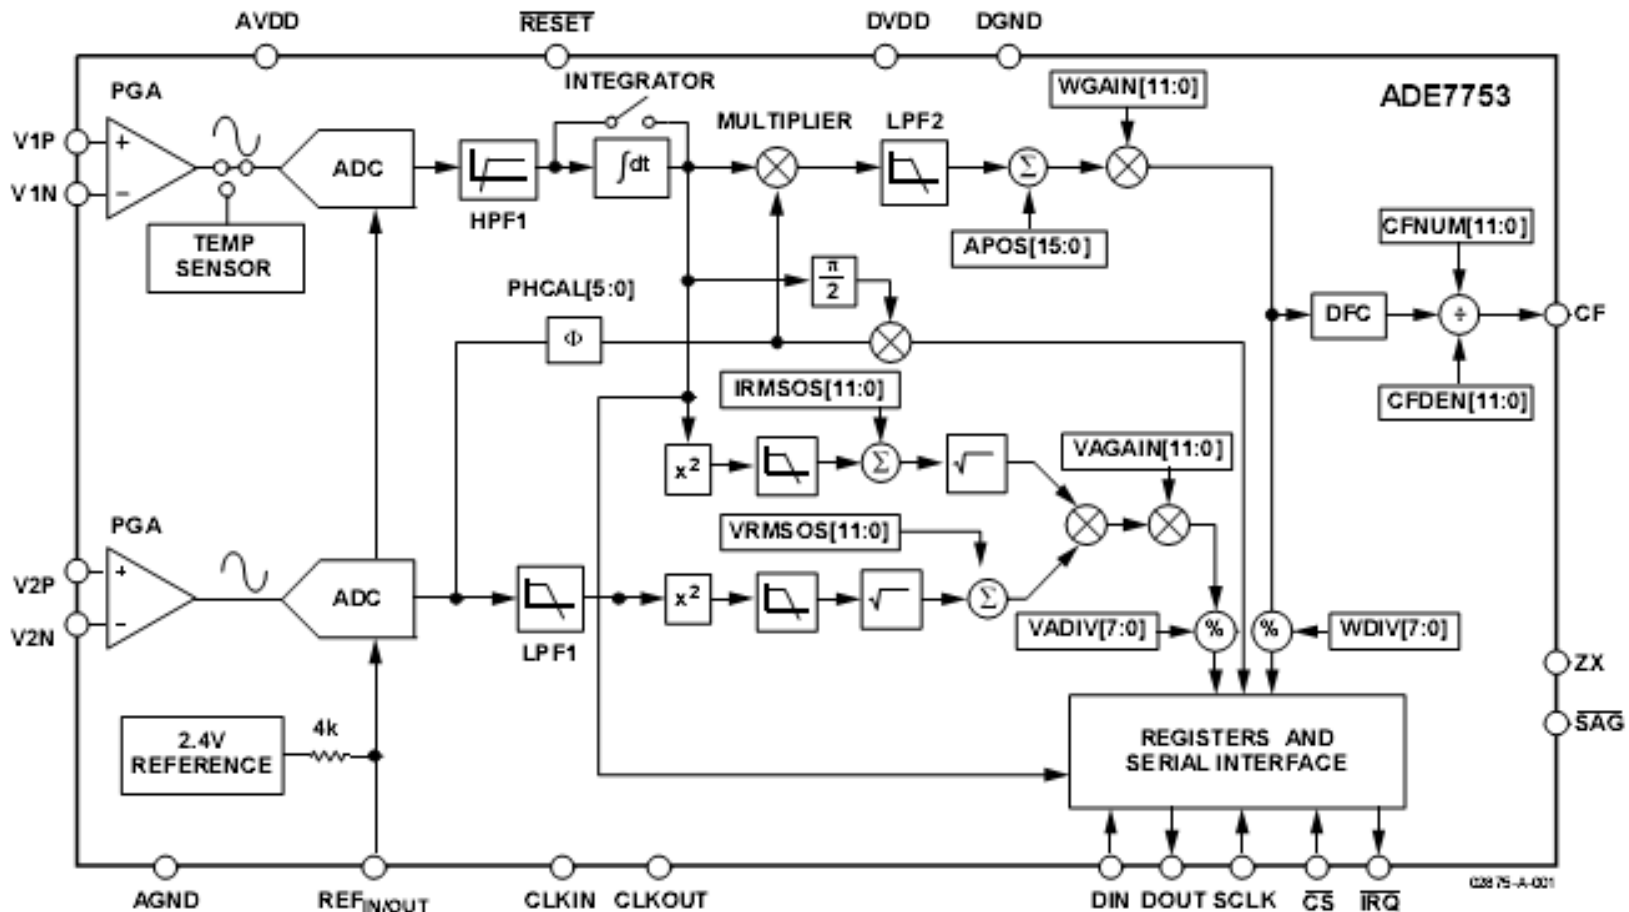 AVDD
RESET
DVDD
DGND
PGA
INTEGRATOR
WGAIN[11:0]
ADE7753
MULTIPLIER
LPF2
V1P
+
ADC
∫dt
Σ
V1N
−
HPF1
TEMP
SENSOR
APOS[15:0]
CFNUM[11:0]
PHCAL[5:0]
π
2
DFC
÷
CF
Φ
IRMSOS[11:0]
CFDEN[11:0]
VAGAIN[11:0]
x²
Σ
√
PGA
VRMSOS[11:0]
V2P
+
ADC
x²
√
Σ
V2N
−
LPF1
VADIV[7:0]
%
%
WDIV[7:0]
ZX
SAG
2.4V
REFERENCE
4k
REGISTERS AND
SERIAL INTERFACE
AGND
REFIN/OUT
CLKIN
CLKOUT
DIN
DOUT
SCLK
CS
IRQ
02875-A-001